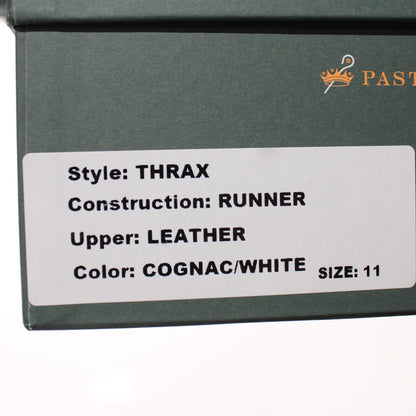 PAST
Style: THRAX
Construction: RUNNER
Upper: LEATHER
Color: COGNAC/WHITE SIZE: 11